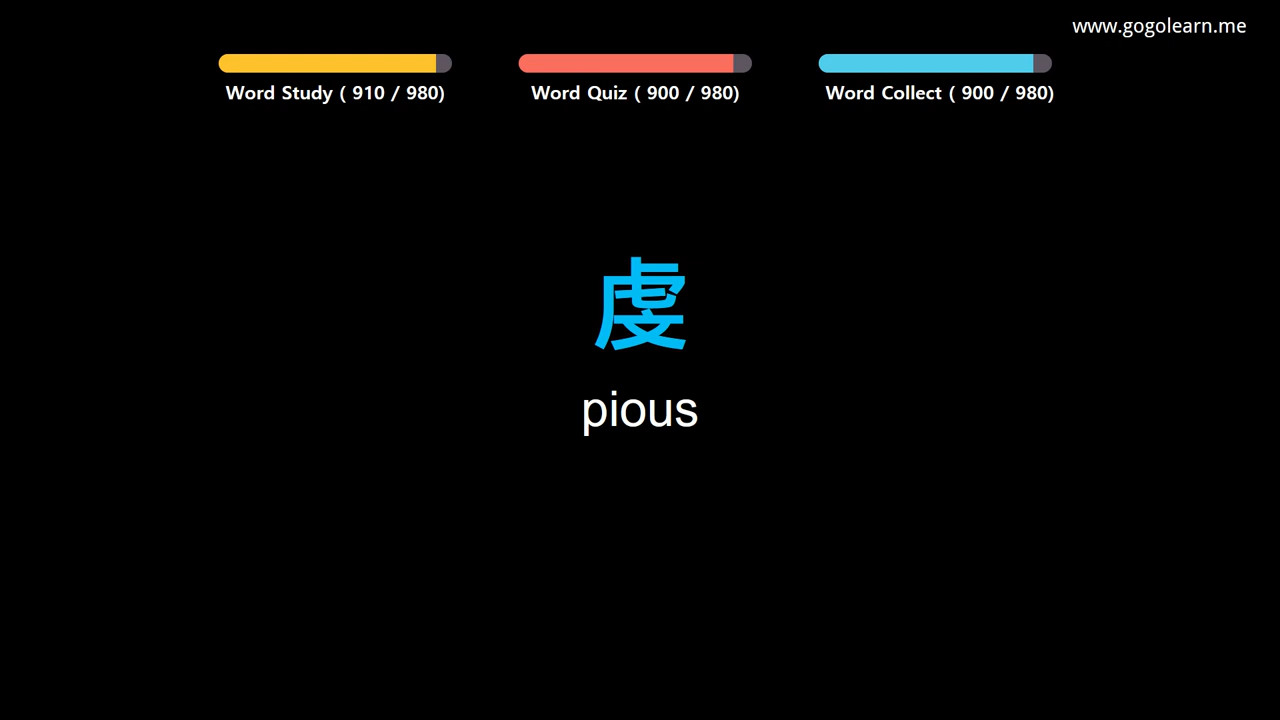 www.gogolearn.me
Word Study ( 910 / 980)
Word Quiz ( 900 / 980)
Word Collect ( 900 / 980)
虔
pious